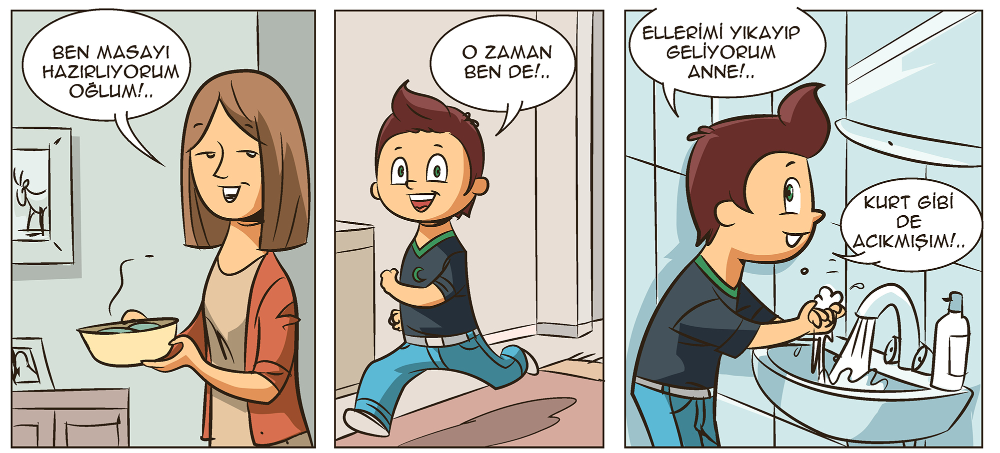 BEN MASAYI
HAZIRLIYORUM
OĞLUM!..
O ZAMAN
BEN DE!..
ELLERİMİ YIKAYIP
GELİYORUM
ANNE!..
KURT GİBİ
DE
ACIKMIŞIM!..